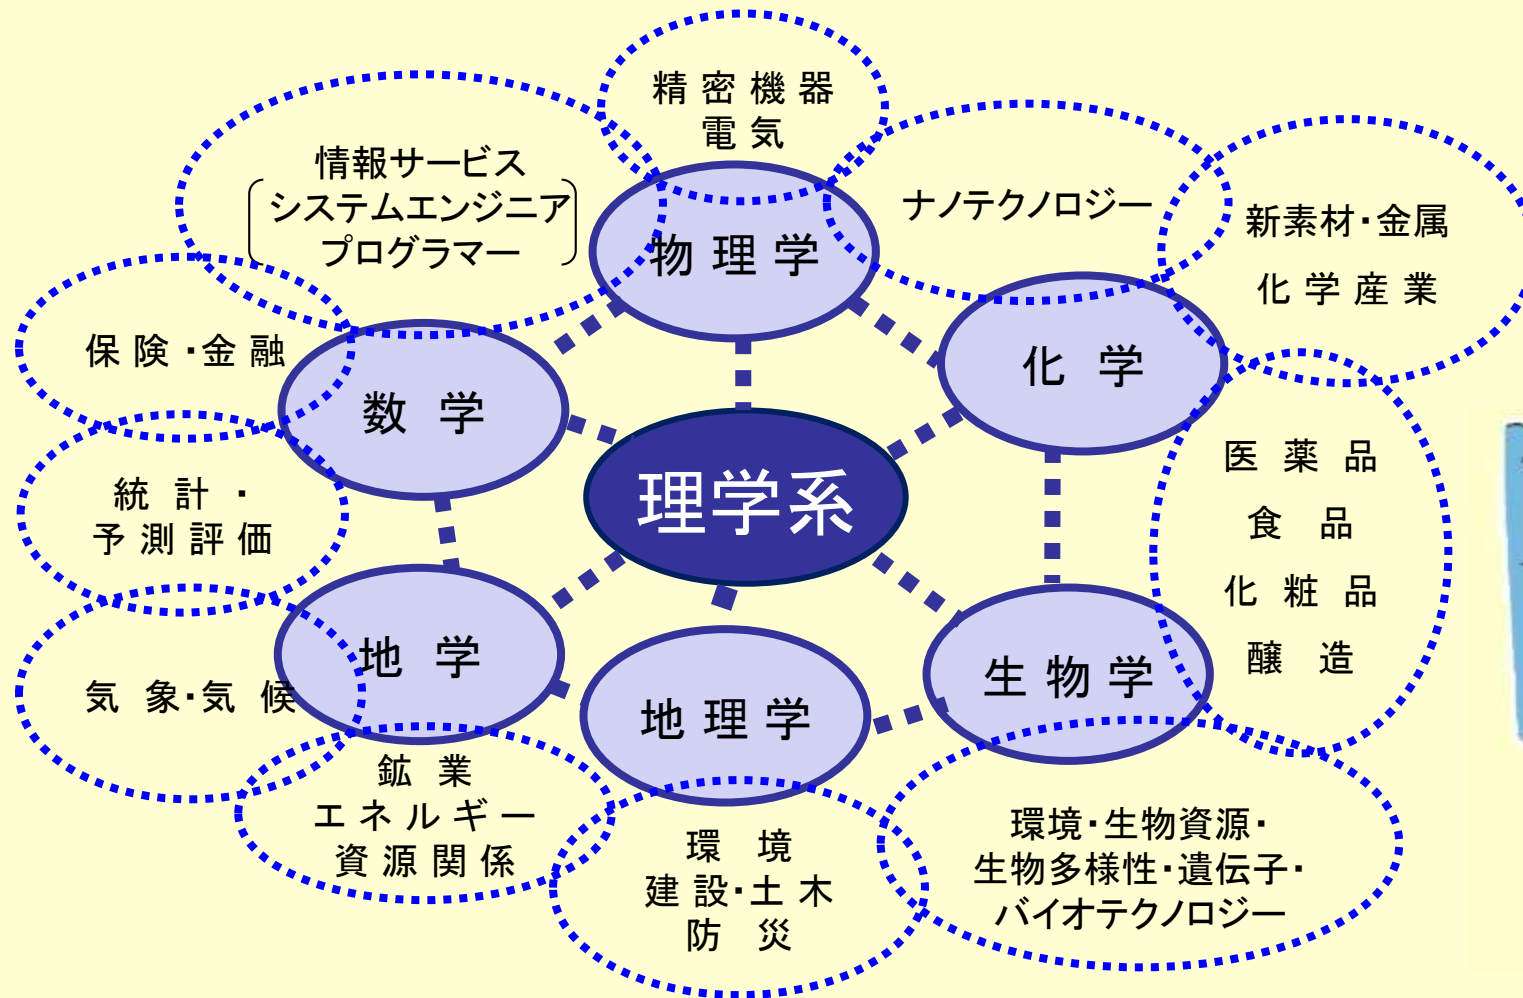 精密機器
電気
情報サービス
システムエンジニア
プログラマー
ナノテクノロジー
新素材・金属
化学産業
物理学
保険・金融
化学
数学
理学系
医薬品
食品
化粧品
醸造
統計・
予測評価
地学
生物学
気象・気候
地理学
鉱業
エネルギー
資源関係
環境
建設・土木
防災
環境・生物資源・
生物多様性・遺伝子・
バイオテクノロジー